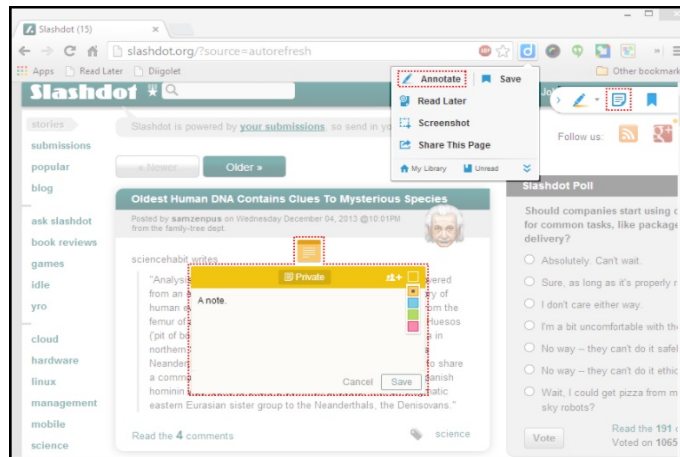 Slashdot (15)
slashdot.org/?source=autorefresh
Apps Read Later Diigolet Other bookmark
Annotate Save
Read Later
Screenshot
Share This Page
My Library Unread
Slashdot
stories
Slashdot is powered by your submissions, so send in yo
Follow us:
submissions
popular
blog
« Newer Older »
ask slashdot
book reviews
games
idle
yro
cloud
hardware
linux
management
mobile
science
Oldest Human DNA Contains Clues To Mysterious Species
Posted by samzenpus on Wednesday December 04, 2013 @10:01PM
from the family-tree dept.
sciencehabit writes
"Analysi vered
from an y of
human e om the
femur of Huesos
('pit of bo in
northern
Neander to share
a commo panish
hominin matic
eastern Eurasian sister group to the Neanderthals, the Denisovans."
Private
A note.
Cancel Save
Read the 4 comments science
Slashdot Poll
Should companies start using d
for common tasks, like package
delivery?
Absolutely. Can't wait.
Sure, as long as it's properly r
I don't care either way.
I'm a bit uncomfortable with the
No way -- they can't do it safel
No way -- they can't do it ethic
Wait, I could get pizza from m
sky robots?
Vote
Read the 191 c
Voted on 1065